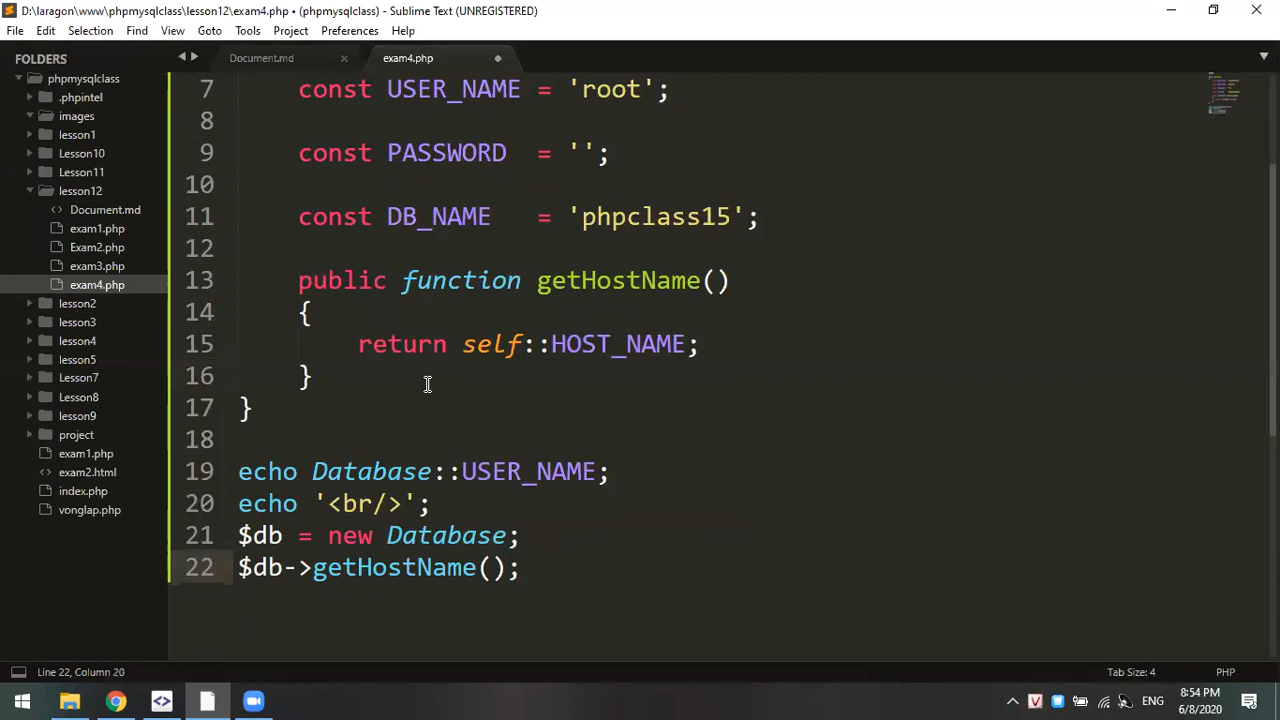 D:\laragon\www\phpmysqlclass\lesson12\exam4.php • (phpmysqlclass) - Sublime Text (UNREGISTERED)
File Edit Selection Find View Goto Tools Project Preferences Help
FOLDERS
phpmysqlclass
.phpintel
images
lesson1
Lesson10
Lesson11
lesson12
Document.md
exam1.php
Exam2.php
exam3.php
exam4.php
lesson2
lesson3
lesson4
lesson5
Lesson7
Lesson8
lesson9
project
exam1.php
exam2.html
index.php
vonglap.php
Document.md exam4.php
7 const USER_NAME = 'root';
8
9 const PASSWORD = '';
10
11 const DB_NAME = 'phpclass15';
12
13 public function getHostName()
14 {
15 return self::HOST_NAME;
16 }
17 }
18
19 echo Database::USER_NAME;
20 echo '<br/>';
21 $db = new Database;
22 $db->getHostName();
Line 22, Column 20
Tab Size: 4
PHP
ENG
8:54 PM
6/8/2020